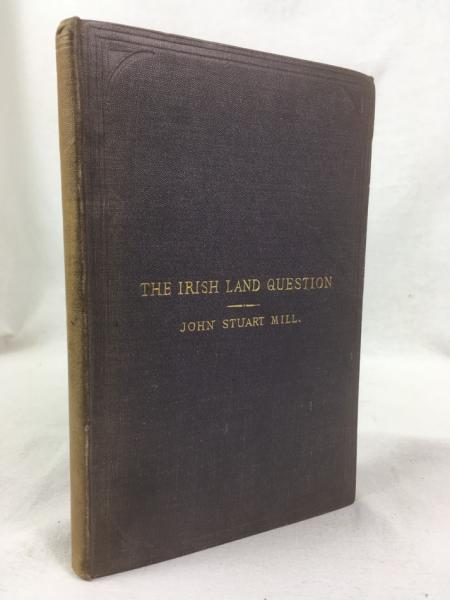 THE IRISH LAND QUESTION
JOHN STUART MILL.